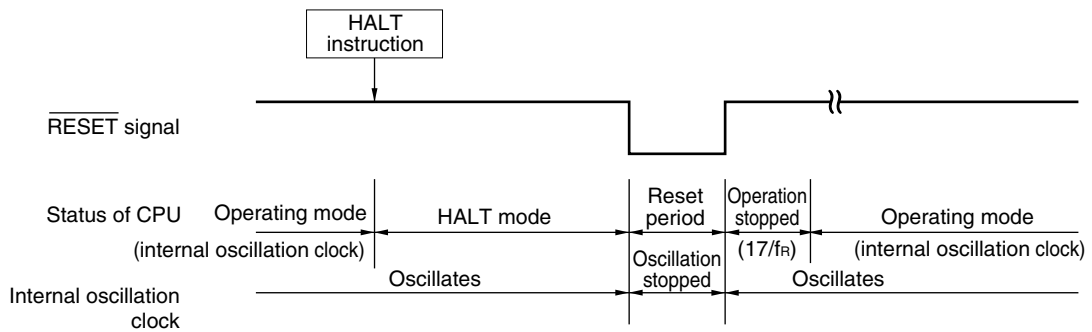 HALT
instruction
RESET signal
Status of CPU
Operating mode
(internal oscillation clock)
HALT mode
Reset
period
Operation
stopped
(17/fR)
Operating mode
(internal oscillation clock)
Internal oscillation
clock
Oscillates
Oscillation
stopped
Oscillates